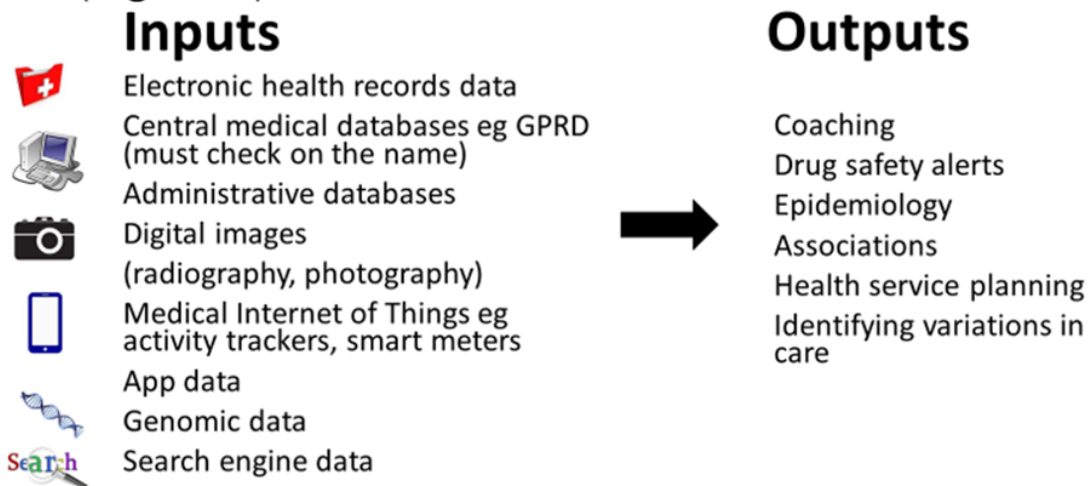 Inputs
Electronic health records data
Central medical databases eg GPRD
(must check on the name)
Administrative databases
Digital images
(radiography, photography)
Medical Internet of Things eg
activity trackers, smart meters
App data
Genomic data
Search engine data
Search
Outputs
Coaching
Drug safety alerts
Epidemiology
Associations
Health service planning
Identifying variations in
care